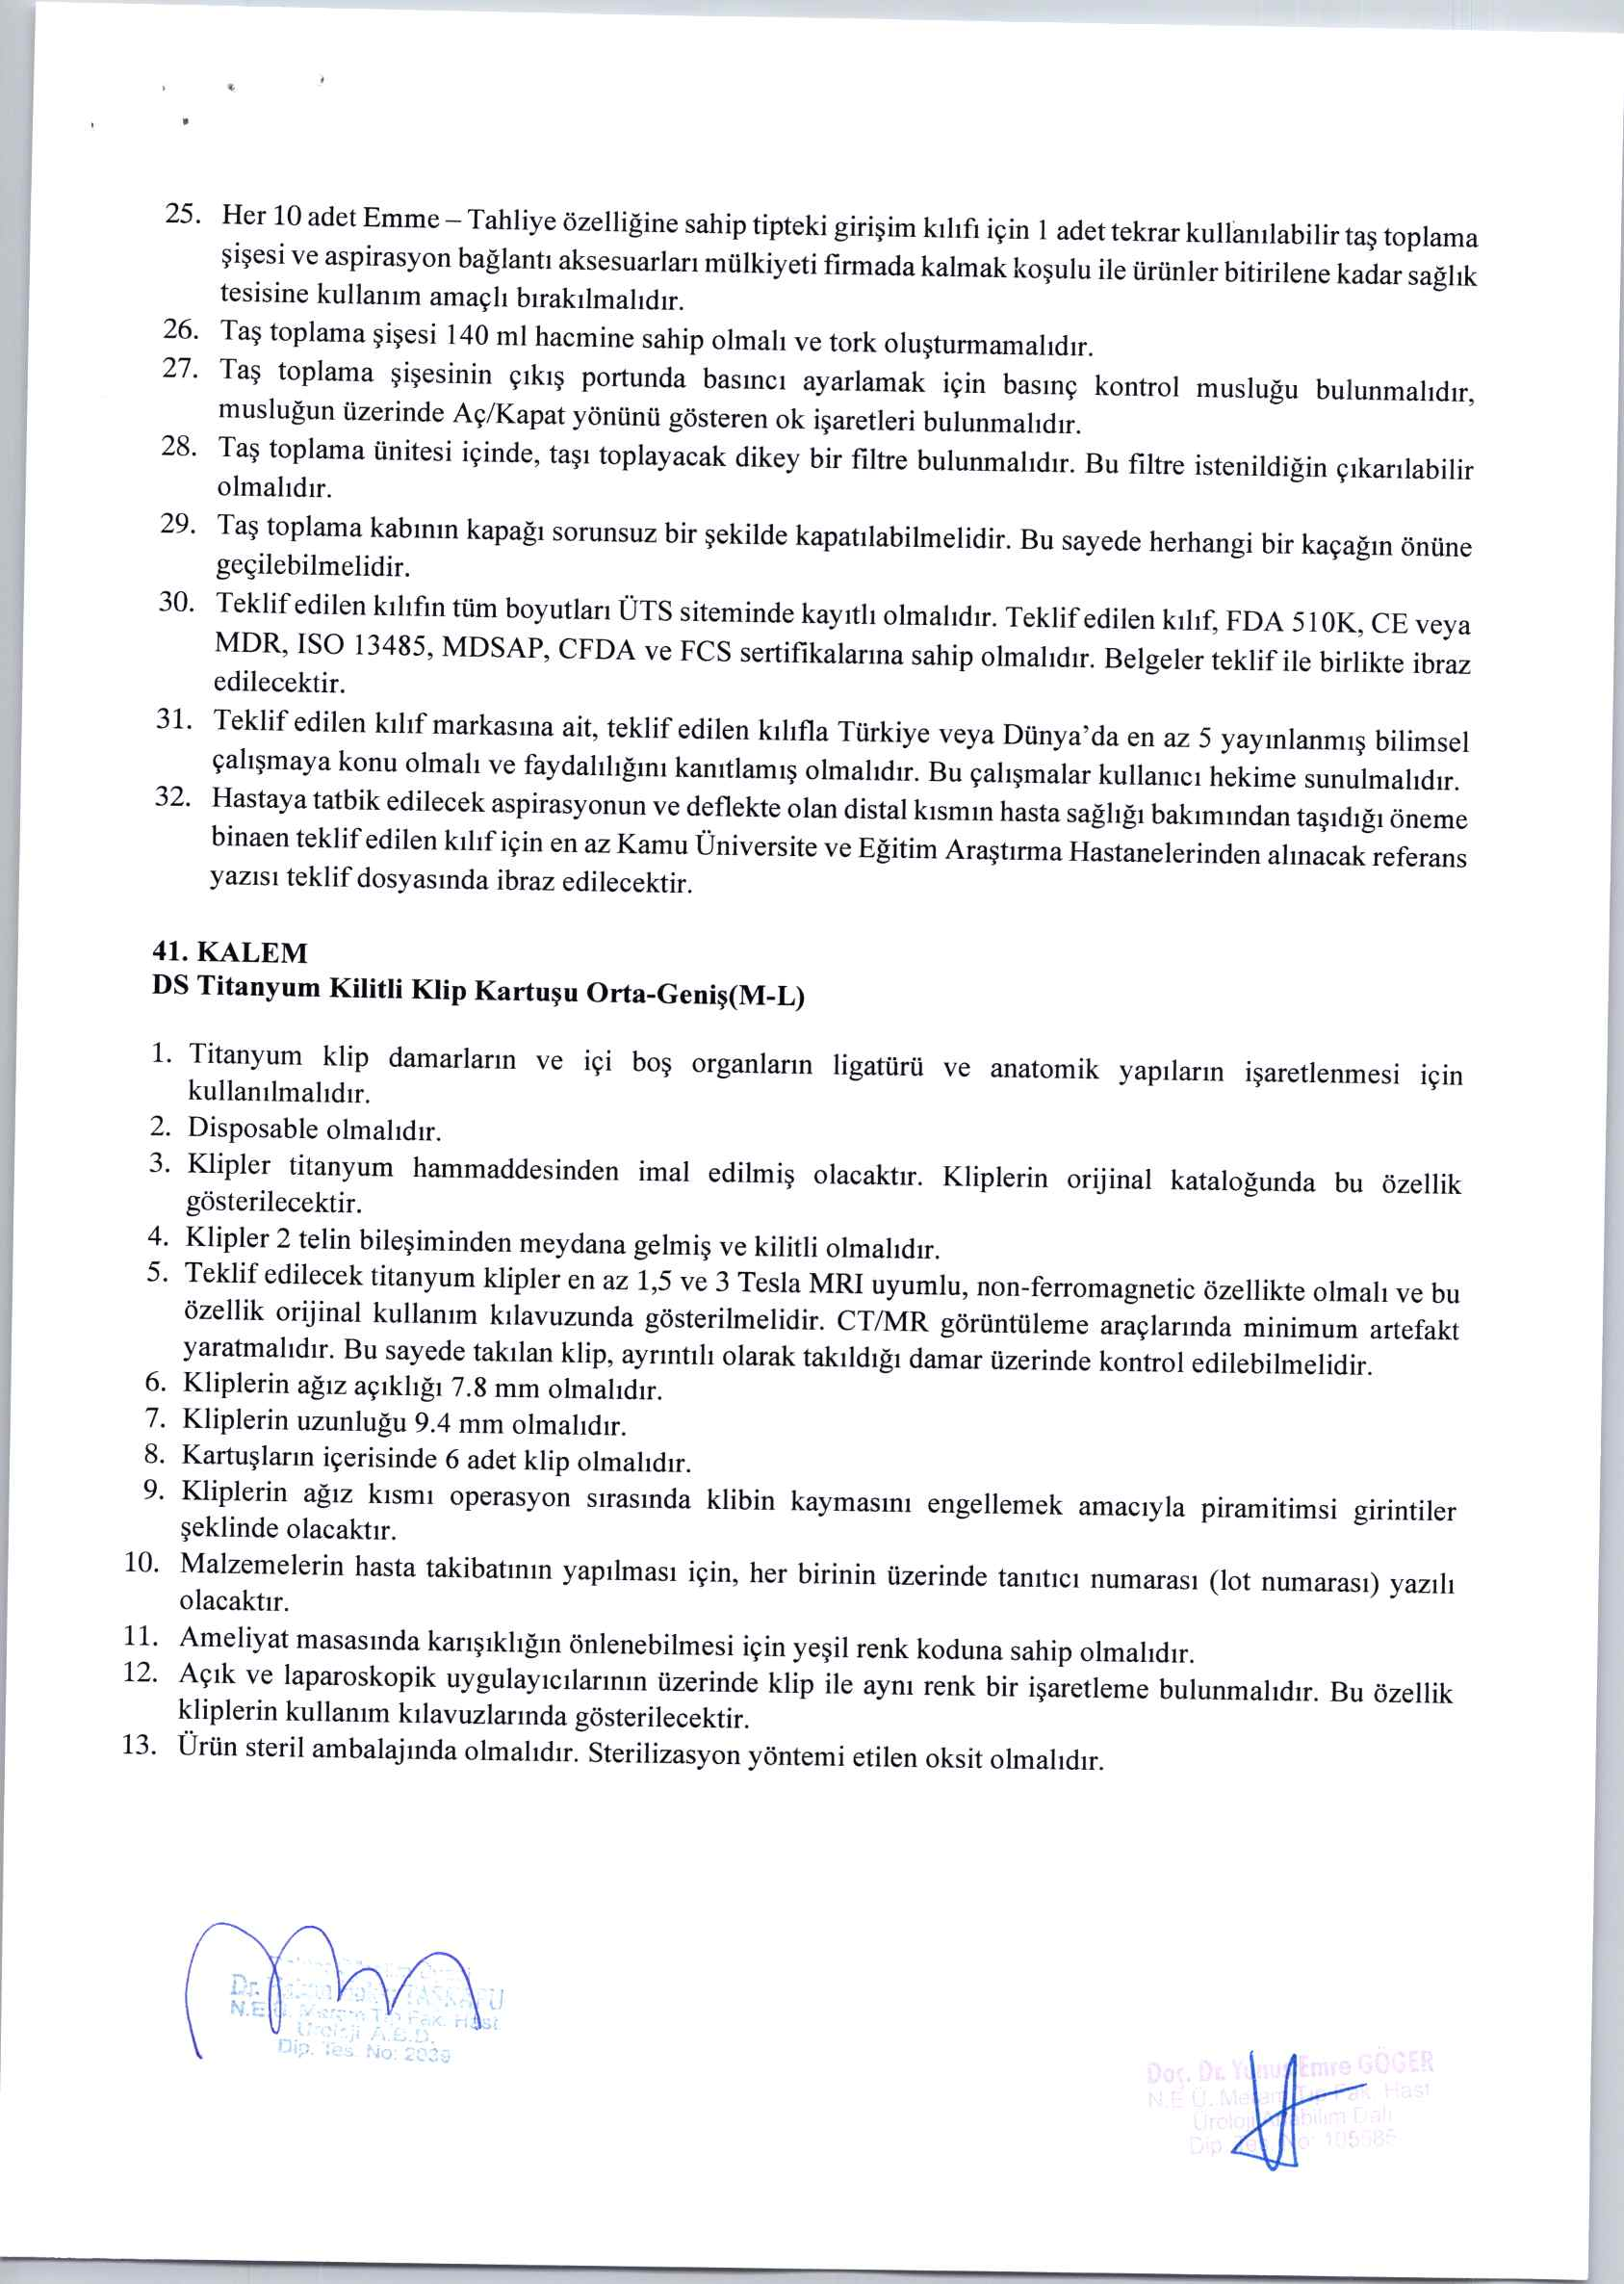 25. Her 10 adet Emme – Tahliye özelliğine sahip tipteki girişim kılıfı için 1 adet tekrar kullanılabilir taş toplama
şişesi ve aspirasyon bağlantı aksesuarları mülkiyeti firmada kalmak koşulu ile ürünler bitirilene kadar sağlık
tesisine kullanım amaçlı bırakılmalıdır.
26. Taş toplama şişesi 140 ml hacmine sahip olmalı ve tork oluşturmamalıdır.
27. Taş toplama şişesinin çıkış portunda basıncı ayarlamak için basınç kontrol musluğu bulunmalıdır,
musluğun üzerinde Aç/Kapat yönünü gösteren ok işaretleri bulunmalıdır.
28. Taş toplama ünitesi içinde, taşı toplayacak dikey bir filtre bulunmalıdır. Bu filtre istenildiğin çıkarılabilir
olmalıdır.
29. Taş toplama kabının kapağı sorunsuz bir şekilde kapatılabilmelidir. Bu sayede herhangi bir kaçağın önüne
geçilebilmelidir.
30. Teklif edilen kılıfın tüm boyutları ÜTS siteminde kayıtlı olmalıdır. Teklif edilen kılıf, FDA 510K, CE veya
MDR, ISO 13485, MDSAP, CFDA ve FCS sertifikalarına sahip olmalıdır. Belgeler teklif ile birlikte ibraz
edilecektir.
31. Teklif edilen kılıf markasına ait, teklif edilen kılıfla Türkiye veya Dünya’da en az 5 yayınlanmış bilimsel
çalışmaya konu olmalı ve faydalılığını kanıtlamış olmalıdır. Bu çalışmalar kullanıcı hekime sunulmalıdır.
32. Hastaya tatbik edilecek aspirasyonun ve deflekte olan distal kısmın hasta sağlığı bakımından taşıdığı öneme
binaen teklif edilen kılıf için en az Kamu Üniversite ve Eğitim Araştırma Hastanelerinden alınacak referans
yazısı teklif dosyasında ibraz edilecektir.
41. KALEM
DS Titanyum Kilitli Klip Kartuşu Orta-Geniş(M-L)
1. Titanyum klip damarların ve içi boş organların ligatürü ve anatomik yapıların işaretlenmesi için
kullanılmalıdır.
2. Disposable olmalıdır.
3. Klipler titanyum hammaddesinden imal edilmiş olacaktır. Kliplerin orijinal kataloğunda bu özellik
gösterilecektir.
4. Klipler 2 telin bileşiminden meydana gelmiş ve kilitli olmalıdır.
5. Teklif edilecek titanyum klipler en az 1,5 ve 3 Tesla MRI uyumlu, non-ferromagnetic özellikte olmalı ve bu
özellik orijinal kullanım kılavuzunda gösterilmelidir. CT/MR görüntüleme araçlarında minimum artefakt
yaratmalıdır. Bu sayede takılan klip, ayrıntılı olarak takıldığı damar üzerinde kontrol edilebilmelidir.
6. Kliplerin ağız açıklığı 7.8 mm olmalıdır.
7. Kliplerin uzunluğu 9.4 mm olmalıdır.
8. Kartuşların içerisinde 6 adet klip olmalıdır.
9. Kliplerin ağız kısmı operasyon sırasında klibin kaymasını engellemek amacıyla piramitimsi girintiler
şeklinde olacaktır.
10. Malzemelerin hasta takibatının yapılması için, her birinin üzerinde tanıtıcı numarası (lot numarası) yazılı
olacaktır.
11. Ameliyat masasında karışıklığın önlenebilmesi için yeşil renk koduna sahip olmalıdır.
12. Açık ve laparoskopik uygulayıcılarının üzerinde klip ile aynı renk bir işaretleme bulunmalıdır. Bu özellik
kliplerin kullanım kılavuzlarında gösterilecektir.
13. Ürün steril ambalajında olmalıdır. Sterilizasyon yöntemi etilen oksit olmalıdır.
Dr.
N.E.Ü. Meram Tıp Fak. Hast
Üroloji A.B.D.
Dip. Tes. No: 2039
Doç. Dr. Yunus Emre GÖGER
N.E.Ü. Meram Tıp Fak. Hast
Üroloji Anabilim Dalı
Dip. Tes. No: